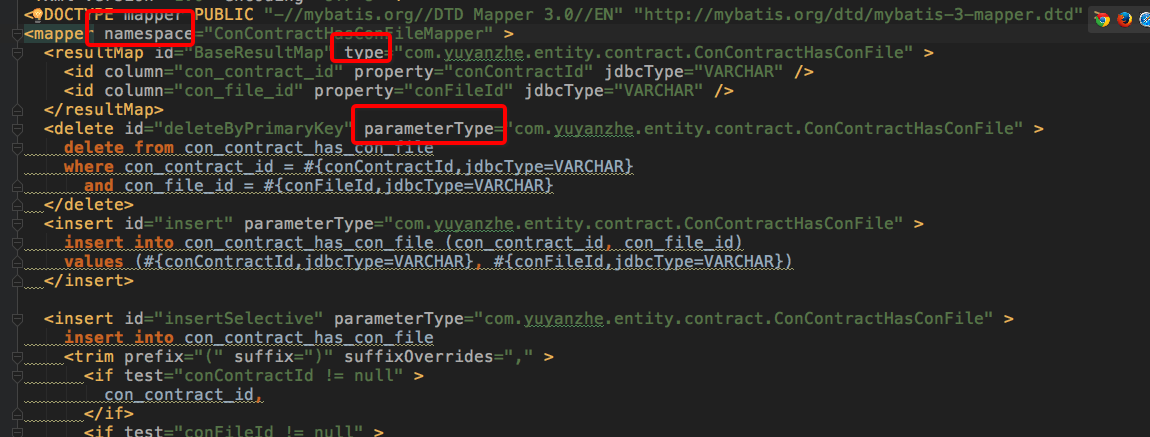 <!DOCTYPE mapper PUBLIC "-//mybatis.org//DTD Mapper 3.0//EN" "http://mybatis.org/dtd/mybatis-3-mapper.dtd"
<mapper namespace="ConContractHasConFileMapper" >
<resultMap id="BaseResultMap" type="com.yuyanzhe.entity.contract.ConContractHasConFile" >
<id column="con_contract_id" property="conContractId" jdbcType="VARCHAR" />
<id column="con_file_id" property="conFileId" jdbcType="VARCHAR" />
</resultMap>
<delete id="deleteByPrimaryKey" parameterType="com.yuyanzhe.entity.contract.ConContractHasConFile" >
delete from con_contract_has_con_file
where con_contract_id = #{conContractId,jdbcType=VARCHAR}
and con_file_id = #{conFileId,jdbcType=VARCHAR}
</delete>
<insert id="insert" parameterType="com.yuyanzhe.entity.contract.ConContractHasConFile" >
insert into con_contract_has_con_file (con_contract_id, con_file_id)
values (#{conContractId,jdbcType=VARCHAR}, #{conFileId,jdbcType=VARCHAR})
</insert>
<insert id="insertSelective" parameterType="com.yuyanzhe.entity.contract.ConContractHasConFile" >
insert into con_contract_has_con_file
<trim prefix="(" suffix=")" suffixOverrides="," >
<if test="conContractId != null" >
con_contract_id,
</if>
<if test="conFileId != null" >